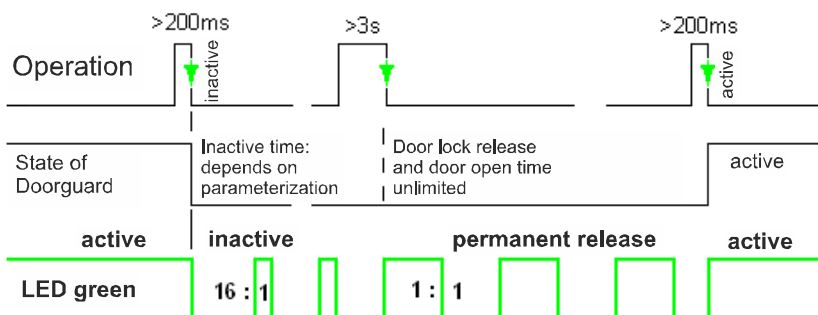 >200ms
>3s
>200ms
Operation
inactive
active
State of
Doorguard
Inactive time:
depends on
parameterization
Door lock release
and door open time
unlimited
active
active
inactive
permanent release
active
LED green
16 : 1
1 : 1